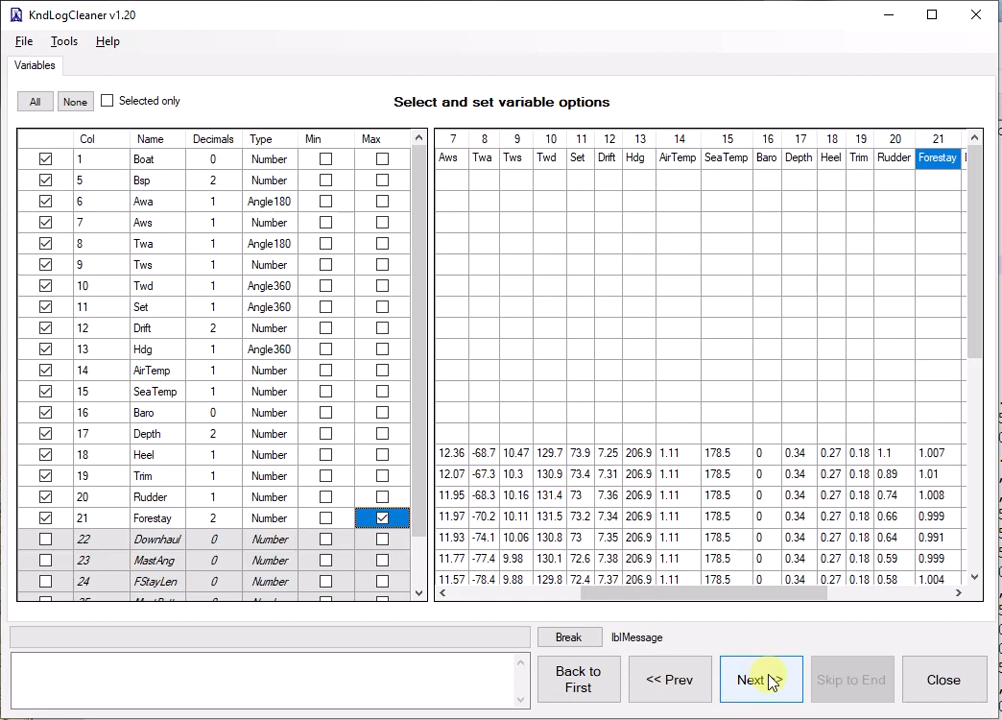 KndLogCleaner v1.20
File Tools Help
Variables
All None Selected only
Select and set variable options
Col Name Decimals Type Min Max
1 Boat 0 Number
5 Bsp 2 Number
6 Awa 1 Angle180
7 Aws 1 Number
8 Twa 1 Angle180
9 Tws 1 Number
10 Twd 1 Angle360
11 Set 1 Angle360
12 Drift 2 Number
13 Hdg 1 Angle360
14 AirTemp 1 Number
15 SeaTemp 1 Number
16 Baro 0 Number
17 Depth 2 Number
18 Heel 1 Number
19 Trim 1 Number
20 Rudder 1 Number
21 Forestay 2 Number
22 Downhaul 0 Number
23 MastAng 0 Number
24 FStayLen 0 Number
7 8 9 10 11 12 13 14 15 16 17 18 19 20 21
Aws Twa Tws Twd Set Drift Hdg AirTemp SeaTemp Baro Depth Heel Trim Rudder Forestay
12.36 -68.7 10.47 129.7 73.9 7.25 206.9 1.11 178.5 0 0.34 0.27 0.18 1.1 1.007
12.07 -67.3 10.3 130.9 73.4 7.31 206.9 1.11 178.5 0 0.34 0.27 0.18 0.89 1.01
11.95 -68.3 10.16 131.4 73 7.36 206.9 1.11 178.5 0 0.34 0.27 0.18 0.74 1.008
11.97 -70.2 10.11 131.5 73.2 7.34 206.9 1.11 178.5 0 0.34 0.27 0.18 0.66 0.999
11.93 -74.1 10.06 130.8 73 7.35 206.9 1.11 178.5 0 0.34 0.27 0.18 0.64 0.991
11.77 -77.4 9.98 130.1 72.6 7.38 206.9 1.11 178.5 0 0.34 0.27 0.18 0.59 0.999
11.57 -78.4 9.88 129.8 72.4 7.37 206.9 1.11 178.5 0 0.34 0.27 0.18 0.58 1.004
Break lblMessage
Back to First << Prev Next >> Skip to End Close